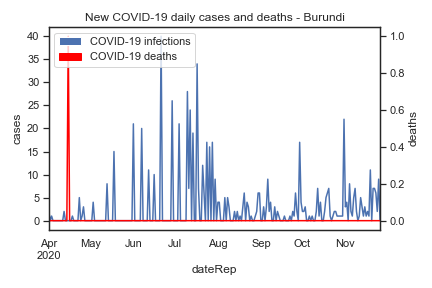 New COVID-19 daily cases and deaths - Burundi
COVID-19 infections
COVID-19 deaths
40
35
30
25
20
15
10
5
0
cases
1.0
0.8
0.6
0.4
0.2
0.0
deaths
Apr May Jun Jul Aug Sep Oct Nov
2020
dateRep